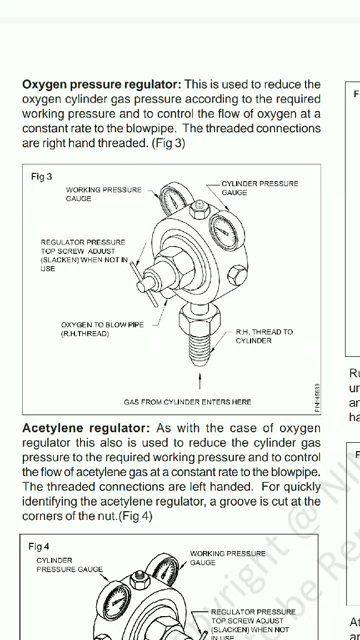 Oxygen pressure regulator: This is used to reduce the
oxygen cylinder gas pressure according to the required
working pressure and to control the flow of oxygen at a
constant rate to the blowpipe. The threaded connections
are right hand threaded. (Fig 3)
Fig 3
WORKING PRESSURE
GAUGE
CYLINDER PRESSURE
GAUGE
REGULATOR PRESSURE
TOP SCREW ADJUST
(SLACKEN) WHEN NOT IN
USE
OXYGEN TO BLOW PIPE
(R.H.THREAD)
R.H. THREAD TO
CYLINDER
GAS FROM CYLINDER ENTERS HERE
Acetylene regulator: As with the case of oxygen
regulator this also is used to reduce the cylinder gas
pressure to the required working pressure and to control
the flow of acetylene gas at a constant rate to the blowpipe.
The threaded connections are left handed. For quickly
identifying the acetylene regulator, a groove is cut at the
corners of the nut.(Fig 4)
Fig 4
CYLINDER
PRESSURE GAUGE
WORKING PRESSURE
GAUGE
REGULATOR PRESSURE
TOP SCREW ADJUST
(SLACKEN) WHEN NOT
IN USE